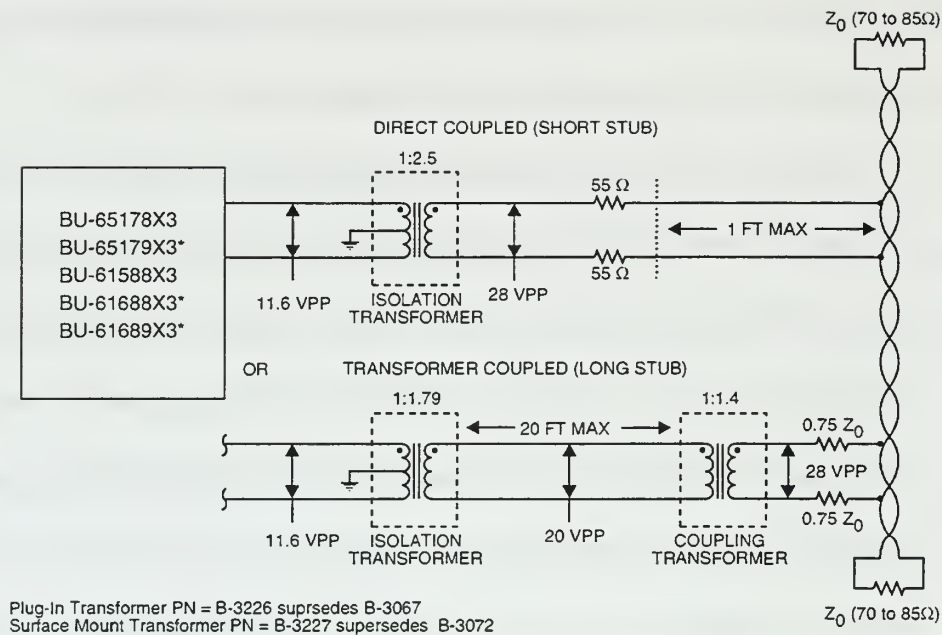 Z0 (70 to 85Ω)
DIRECT COUPLED (SHORT STUB)
1:2.5
55 Ω
1 FT MAX
BU-65178X3
BU-65179X3*
BU-61588X3
BU-61688X3*
BU-61689X3*
55 Ω
11.6 VPP
28 VPP
ISOLATION
TRANSFORMER
OR
TRANSFORMER COUPLED (LONG STUB)
1:1.79
1:1.4
20 FT MAX
0.75 Z0
28 VPP
0.75 Z0
11.6 VPP
20 VPP
ISOLATION
TRANSFORMER
COUPLING
TRANSFORMER
Z0 (70 to 85Ω)
Plug-In Transformer PN = B-3226 suprsedes B-3067
Surface Mount Transformer PN = B-3227 supersedes B-3072